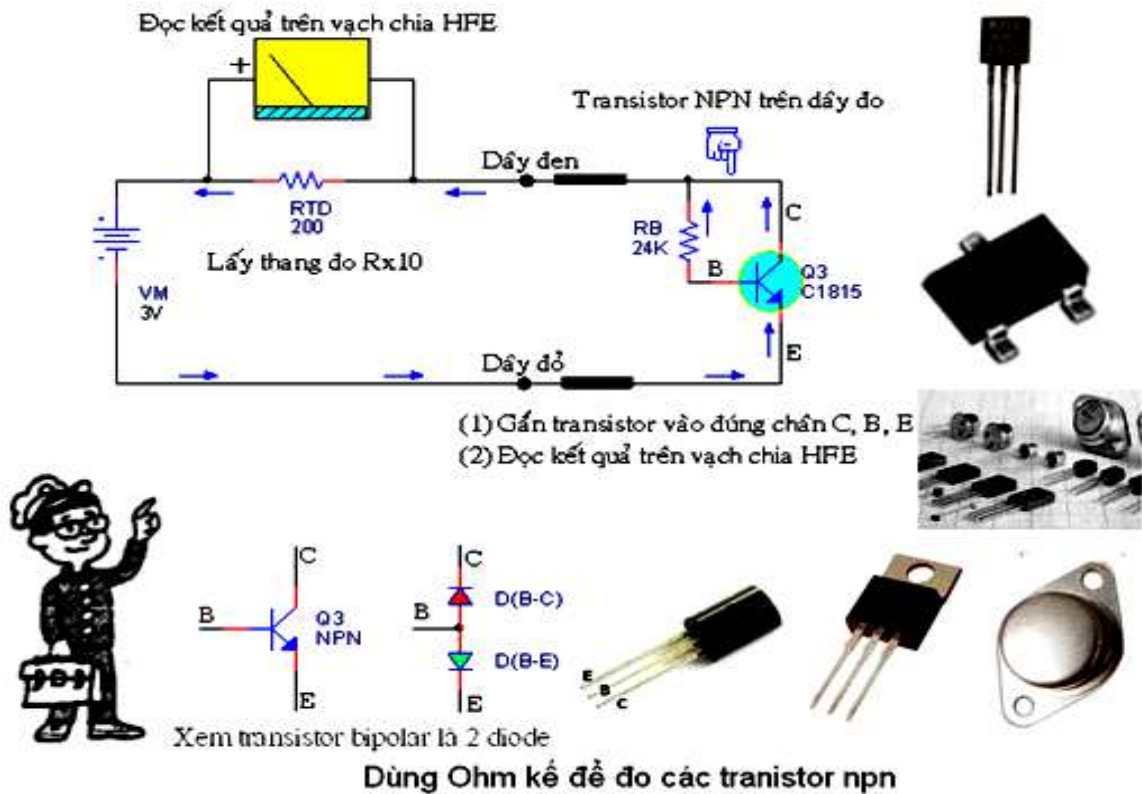 Đọc kết quả trên vạch chia HFE
+
Transistor NPN trên dây đo
Dây đen
RTD
200
C
RB
24K
B
Q3
C1815
Lấy thang đo Rx10
VM
3V
E
Dây đỏ
(1) Gắn transistor vào đúng chân C, B, E
(2) Đọc kết quả trên vạch chia HFE
C
B
Q3
NPN
E
C
D(B-C)
B
D(B-E)
E
E
B
C
Xem transistor bipolar là 2 diode
Dùng Ohm kế để đo các tranistor npn